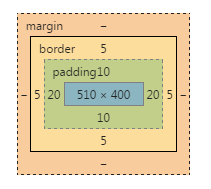 margin –
border 5
padding10
– 5 20 510 × 400 20 5 –
10
5
–